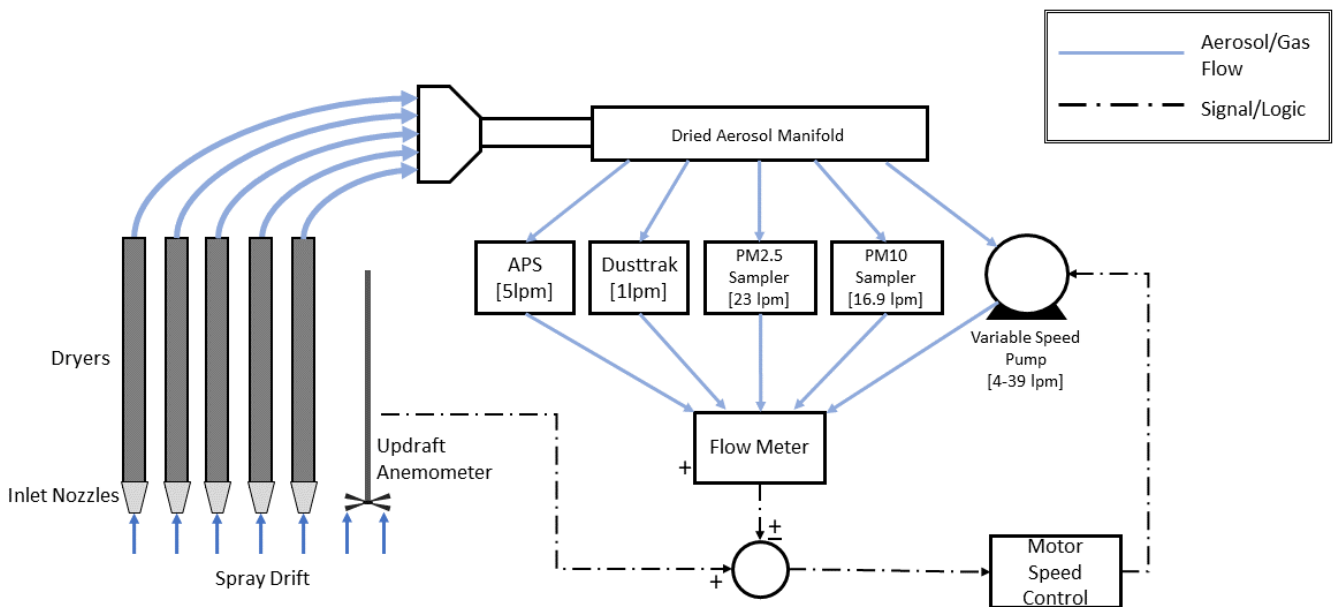 Aerosol/Gas
Flow
Signal/Logic
Dried Aerosol Manifold
APS
[5lpm]
Dusttrak
[1lpm]
PM2.5
Sampler
[23 lpm]
PM10
Sampler
[16.9 lpm]
Variable Speed
Pump
[4-39 lpm]
Dryers
Updraft
Anemometer
Flow Meter
+
Inlet Nozzles
±
+
Spray Drift
Motor
Speed
Control